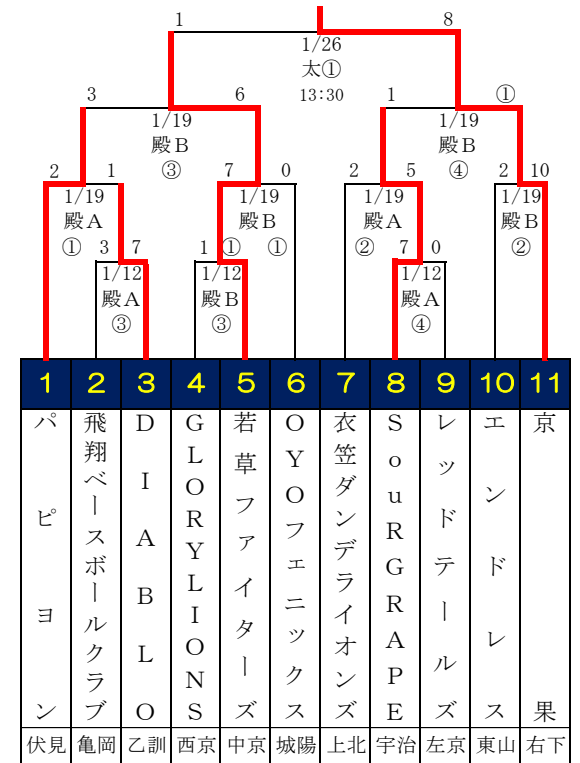 1 8
1/26
太①
13:30
3 6 1 ①
1/19 1/19
殿B 殿B
③ ④
2 1 7 0 2 5 2 10
1/19 1/19 1/19 1/19
殿A 殿B 殿A 殿B
① ① ② ②
3 7 1 ① 7 0
1/12 1/12 1/12
殿A 殿B 殿A
③ ③ ④
1 2 3 4 5 6 7 8 9 10 11
パピヨン
飛翔ベースボールクラブ
DIABLO
GLORYLIONS
若草ファイターズ
OYOフェニックス
衣笠ダンデライオンズ
SouRGRAPE
レッドテールズ
エンドレス
京果
伏見 亀岡 乙訓 西京 中京 城陽 上北 宇治 左京 東山 右下